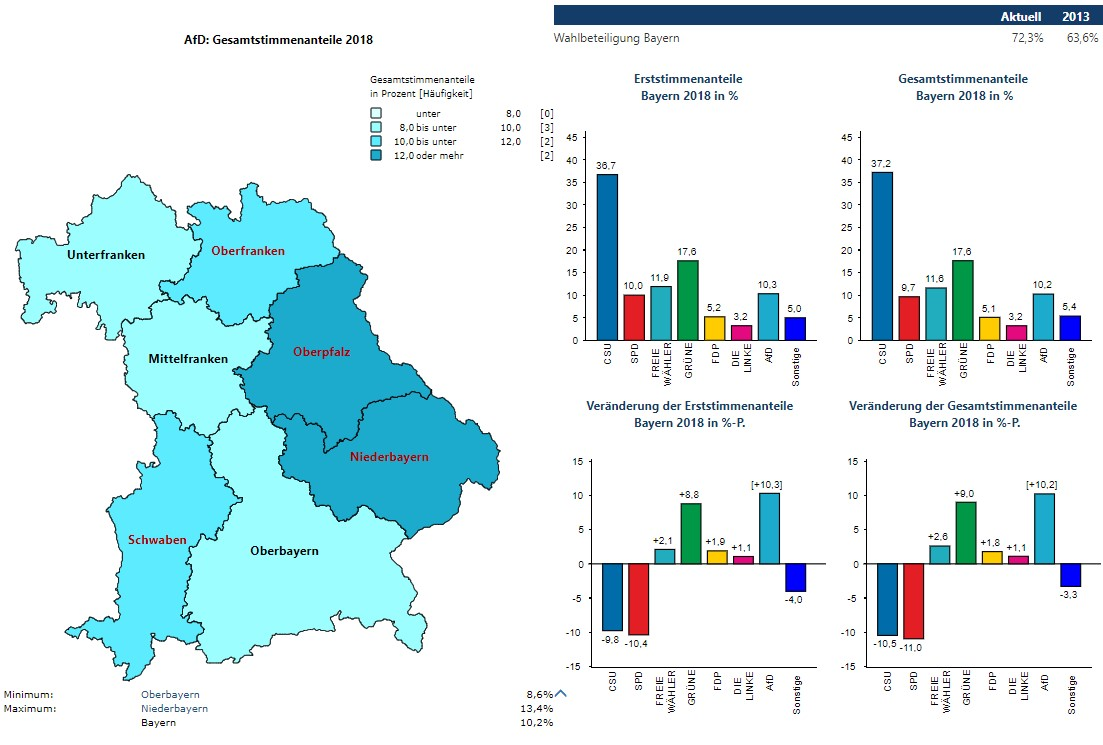 AfD: Gesamtstimmenanteile 2018
Gesamtstimmenanteile
in Prozent [Häufigkeit]
unter 8,0 [0]
8,0 bis unter 10,0 [3]
10,0 bis unter 12,0 [2]
12,0 oder mehr [2]
Unterfranken
Oberfranken
Mittelfranken
Oberpfalz
Niederbayern
Schwaben
Oberbayern
Minimum: Oberbayern 8,6%
Maximum: Niederbayern 13,4%
Bayern 10,2%
Aktuell 2013
Wahlbeteiligung Bayern 72,3% 63,6%
Erststimmenanteile
Bayern 2018 in %
45
40
35
30
25
20
15
10
5
0
36,7
10,0
11,9
17,6
5,2
3,2
10,3
5,0
CSU
SPD
FREIE
WÄHLER
GRÜNE
FDP
DIE
LINKE
AfD
Sonstige
Gesamtstimmenanteile
Bayern 2018 in %
45
40
35
30
25
20
15
10
5
0
37,2
9,7
11,6
17,6
5,1
3,2
10,2
5,4
CSU
SPD
FREIE
WÄHLER
GRÜNE
FDP
DIE
LINKE
AfD
Sonstige
Veränderung der Erststimmenanteile
Bayern 2018 in %-P.
15
10
5
0
-5
-10
-15
-9,8
-10,4
+2,1
+8,8
+1,9
+1,1
[+10,3]
-4,0
CSU
SPD
FREIE
WÄHLER
GRÜNE
FDP
DIE
LINKE
AfD
Sonstige
Veränderung der Gesamtstimmenanteile
Bayern 2018 in %-P.
15
10
5
0
-5
-10
-15
-10,5
-11,0
+2,6
+9,0
+1,8
+1,1
[+10,2]
-3,3
CSU
SPD
FREIE
WÄHLER
GRÜNE
FDP
DIE
LINKE
AfD
Sonstige